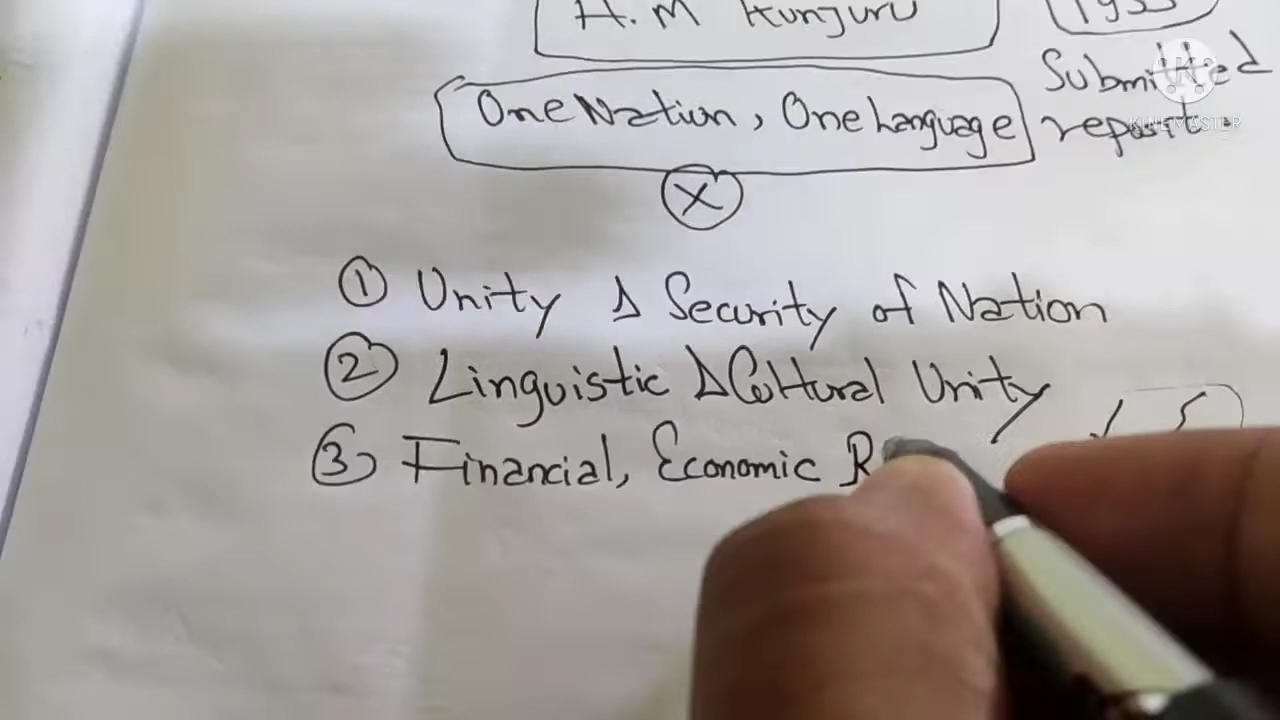 H.M Kunjuru
1955
Submitted
One Nation, One Language
report
KINEMASTER
X
① Unity & Security of Nation
② Linguistic & Cultural Unity
③ Financial, Economic R